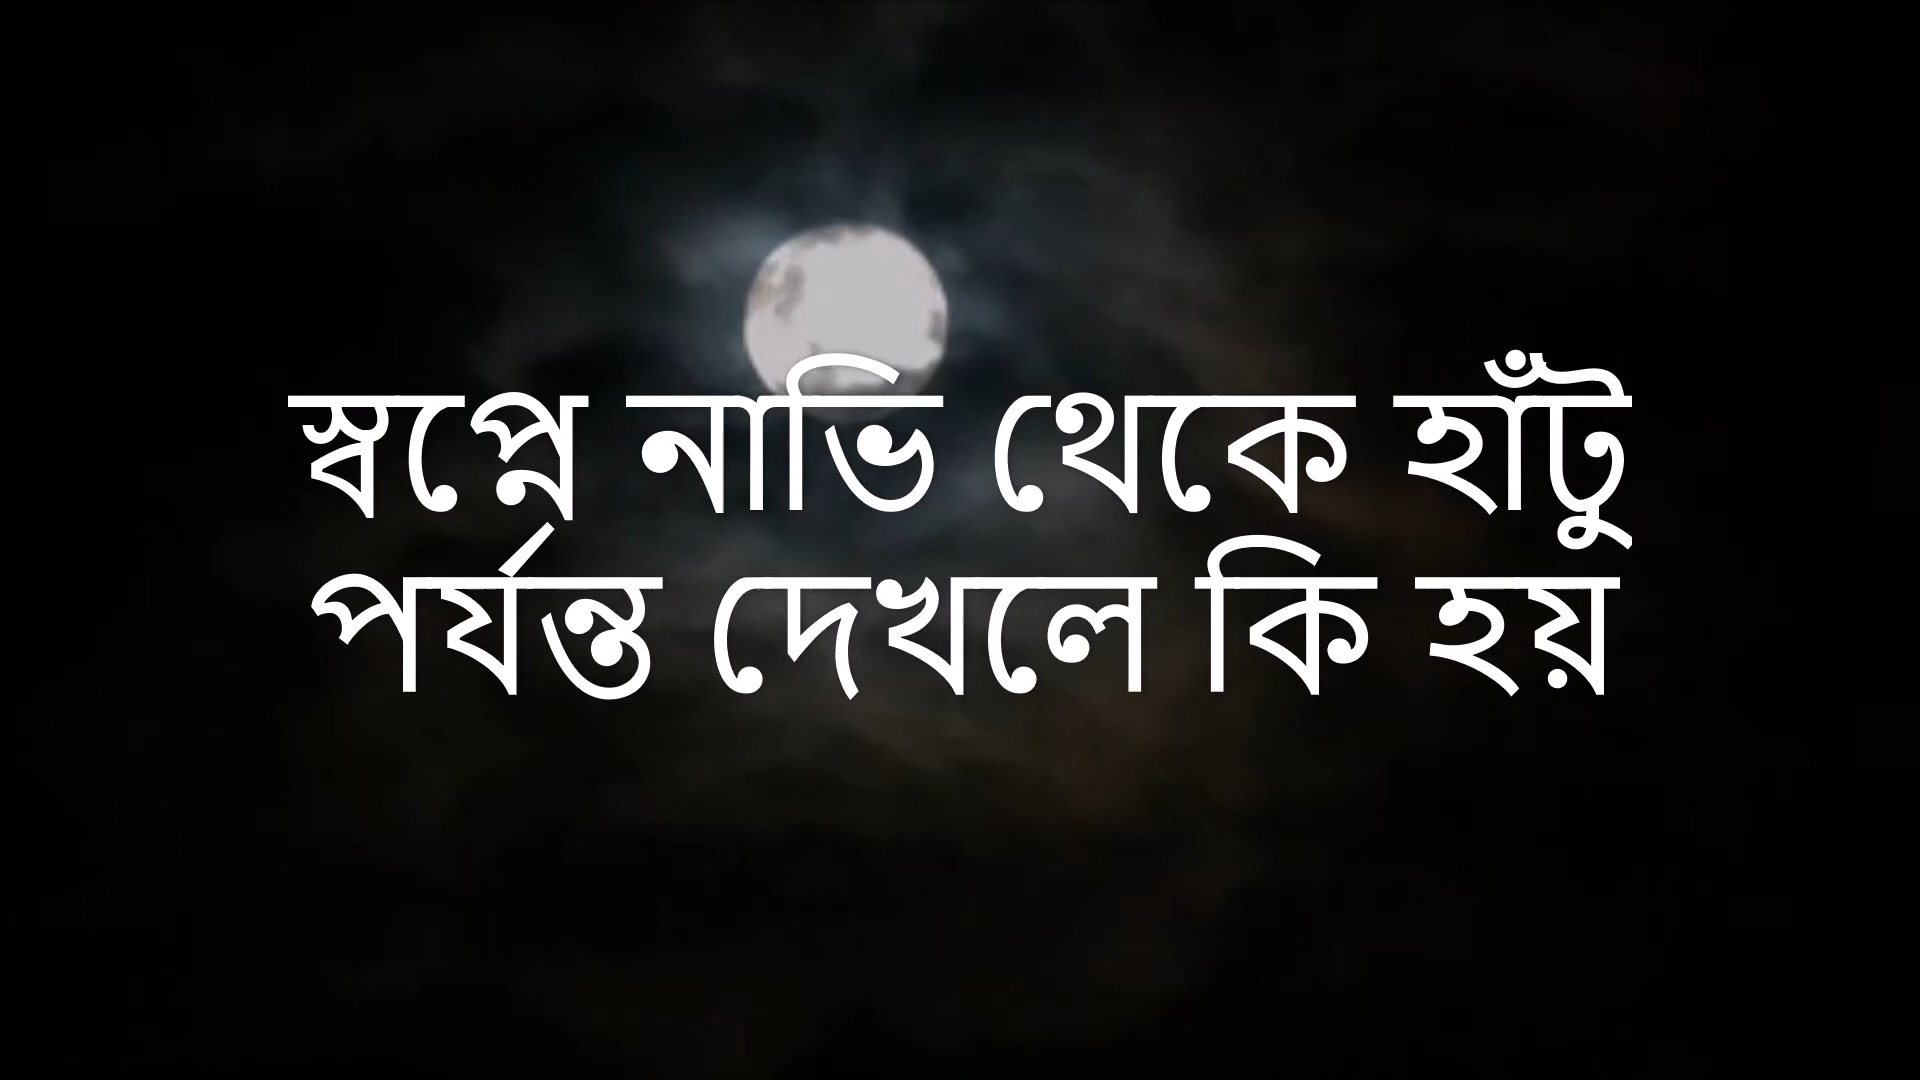 স্বপ্নে নাভি থেকে হাঁটু
পর্যন্ত দেখলে কি হয়